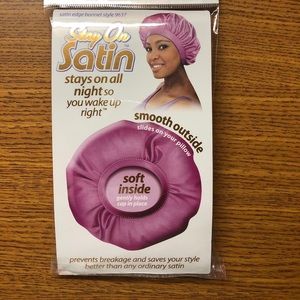 satin edge bonnet style 9637
Stay On
Satin
stays on all
night so
you wake up
right™
smooth outside
slides on your pillow
soft
inside
gently holds
cap in place
prevents breakage and saves your style
better than any ordinary satin